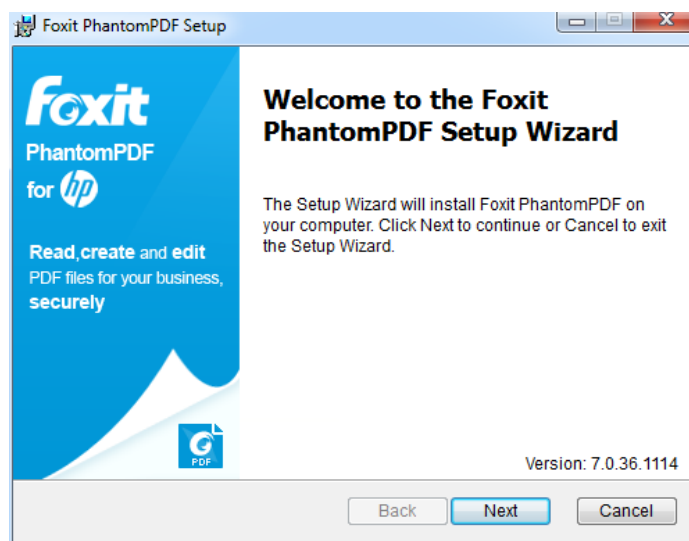 Foxit PhantomPDF Setup
Foxit
PhantomPDF
for hp
Read,create and edit
PDF files for your business,
securely
PDF
Welcome to the Foxit
PhantomPDF Setup Wizard
The Setup Wizard will install Foxit PhantomPDF on
your computer. Click Next to continue or Cancel to exit
the Setup Wizard.
Version: 7.0.36.1114
Back
Next
Cancel